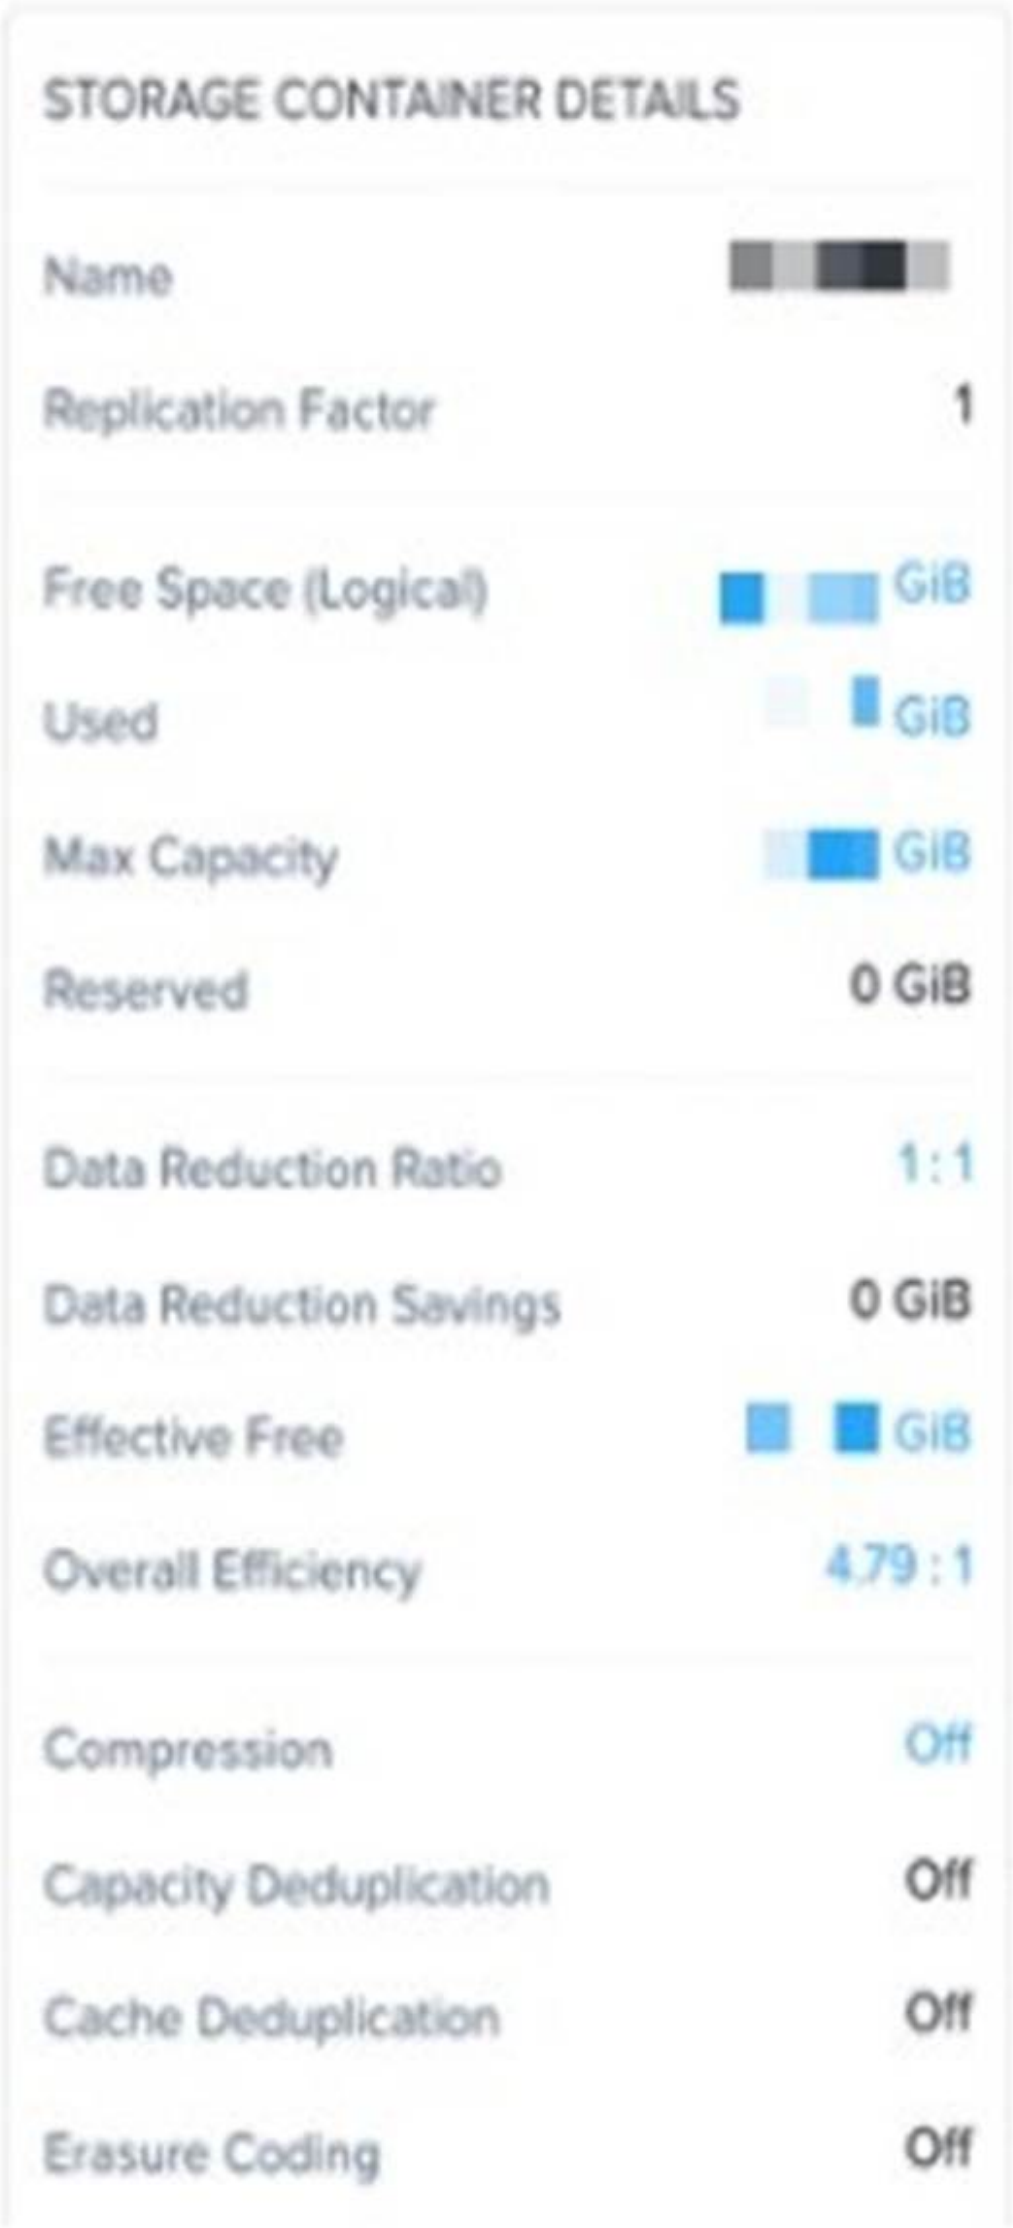 STORAGE CONTAINER DETAILS
Name
Replication Factor 1
Free Space (Logical) GiB
Used GiB
Max Capacity GiB
Reserved 0 GiB
Data Reduction Ratio 1 : 1
Data Reduction Savings 0 GiB
Effective Free GiB
Overall Efficiency 4.79 : 1
Compression Off
Capacity Deduplication Off
Cache Deduplication Off
Erasure Coding Off